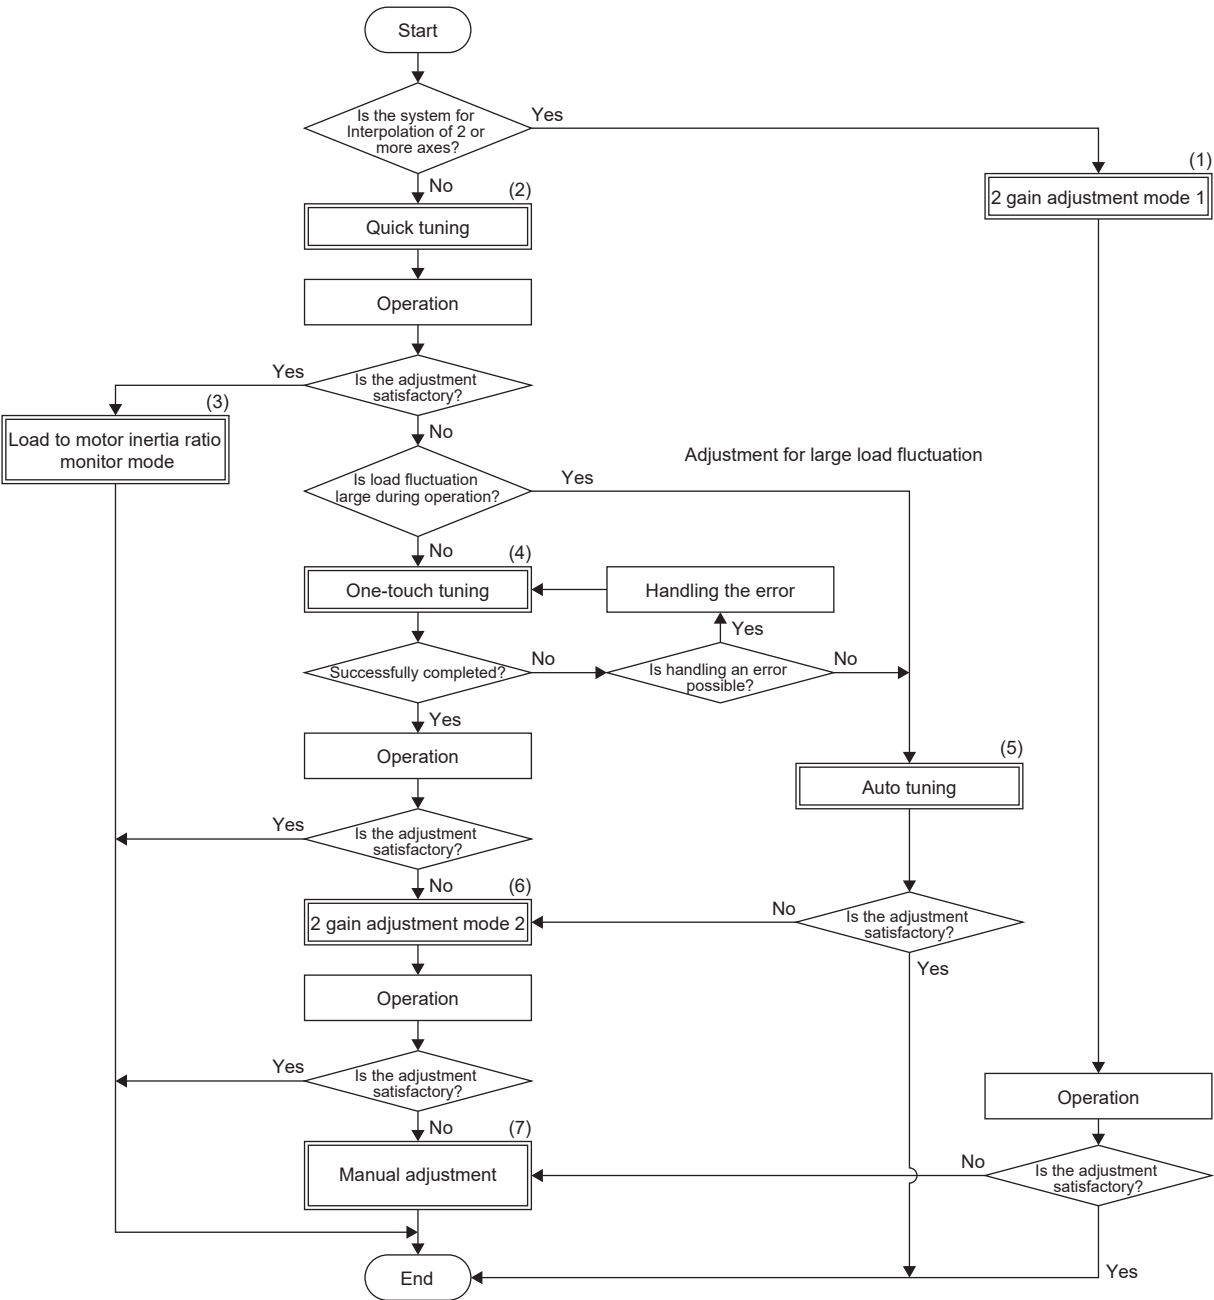 Start
Is the system for
Interpolation of 2 or
more axes?
Yes
(1)
2 gain adjustment mode 1
No
(2)
Quick tuning
Operation
Yes
Is the adjustment
satisfactory?
(3)
Load to motor inertia ratio
monitor mode
No
Adjustment for large load fluctuation
Is load fluctuation
large during operation?
Yes
No
(4)
One-touch tuning
Handling the error
Yes
Successfully completed?
No
Is handling an error
possible?
No
Yes
Operation
(5)
Auto tuning
Yes
Is the adjustment
satisfactory?
No
(6)
2 gain adjustment mode 2
No
Is the adjustment
satisfactory?
Yes
Operation
Yes
Is the adjustment
satisfactory?
Operation
No
(7)
Manual adjustment
No
Is the adjustment
satisfactory?
End
Yes